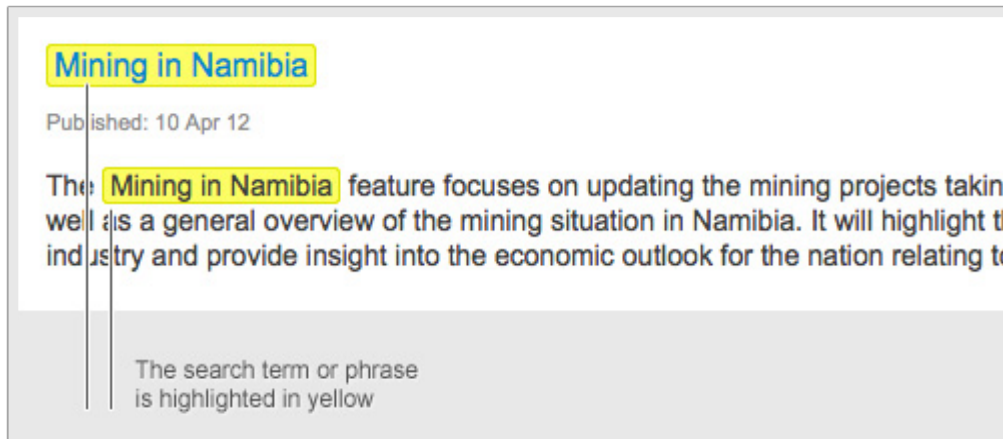 Mining in Namibia
Published: 10 Apr 12
The Mining in Namibia feature focuses on updating the mining projects
well as a general overview of the mining situation in Namibia. It will highlight
industry and provide insight into the economic outlook for the nation relating
The search term or phrase
is highlighted in yellow